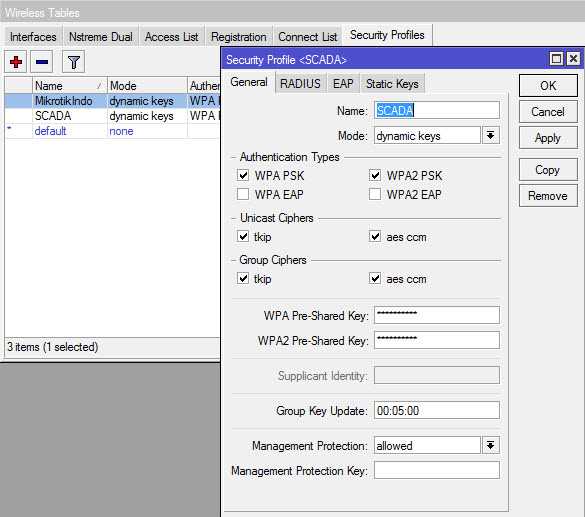 Wireless Tables
Interfaces Nstreme Dual Access List Registration Connect List Security Profiles
Name Mode Authen
MikrotikIndo dynamic keys WPA
SCADA dynamic keys WPA
* default none
3 items (1 selected)
Security Profile <SCADA>
General RADIUS EAP Static Keys
Name: SCADA
Mode: dynamic keys
Authentication Types
WPA PSK WPA2 PSK
WPA EAP WPA2 EAP
Unicast Ciphers
tkip aes ccm
Group Ciphers
tkip aes ccm
WPA Pre-Shared Key: **********
WPA2 Pre-Shared Key: **********
Supplicant Identity:
Group Key Update: 00:05:00
Management Protection: allowed
Management Protection Key:
OK
Cancel
Apply
Copy
Remove